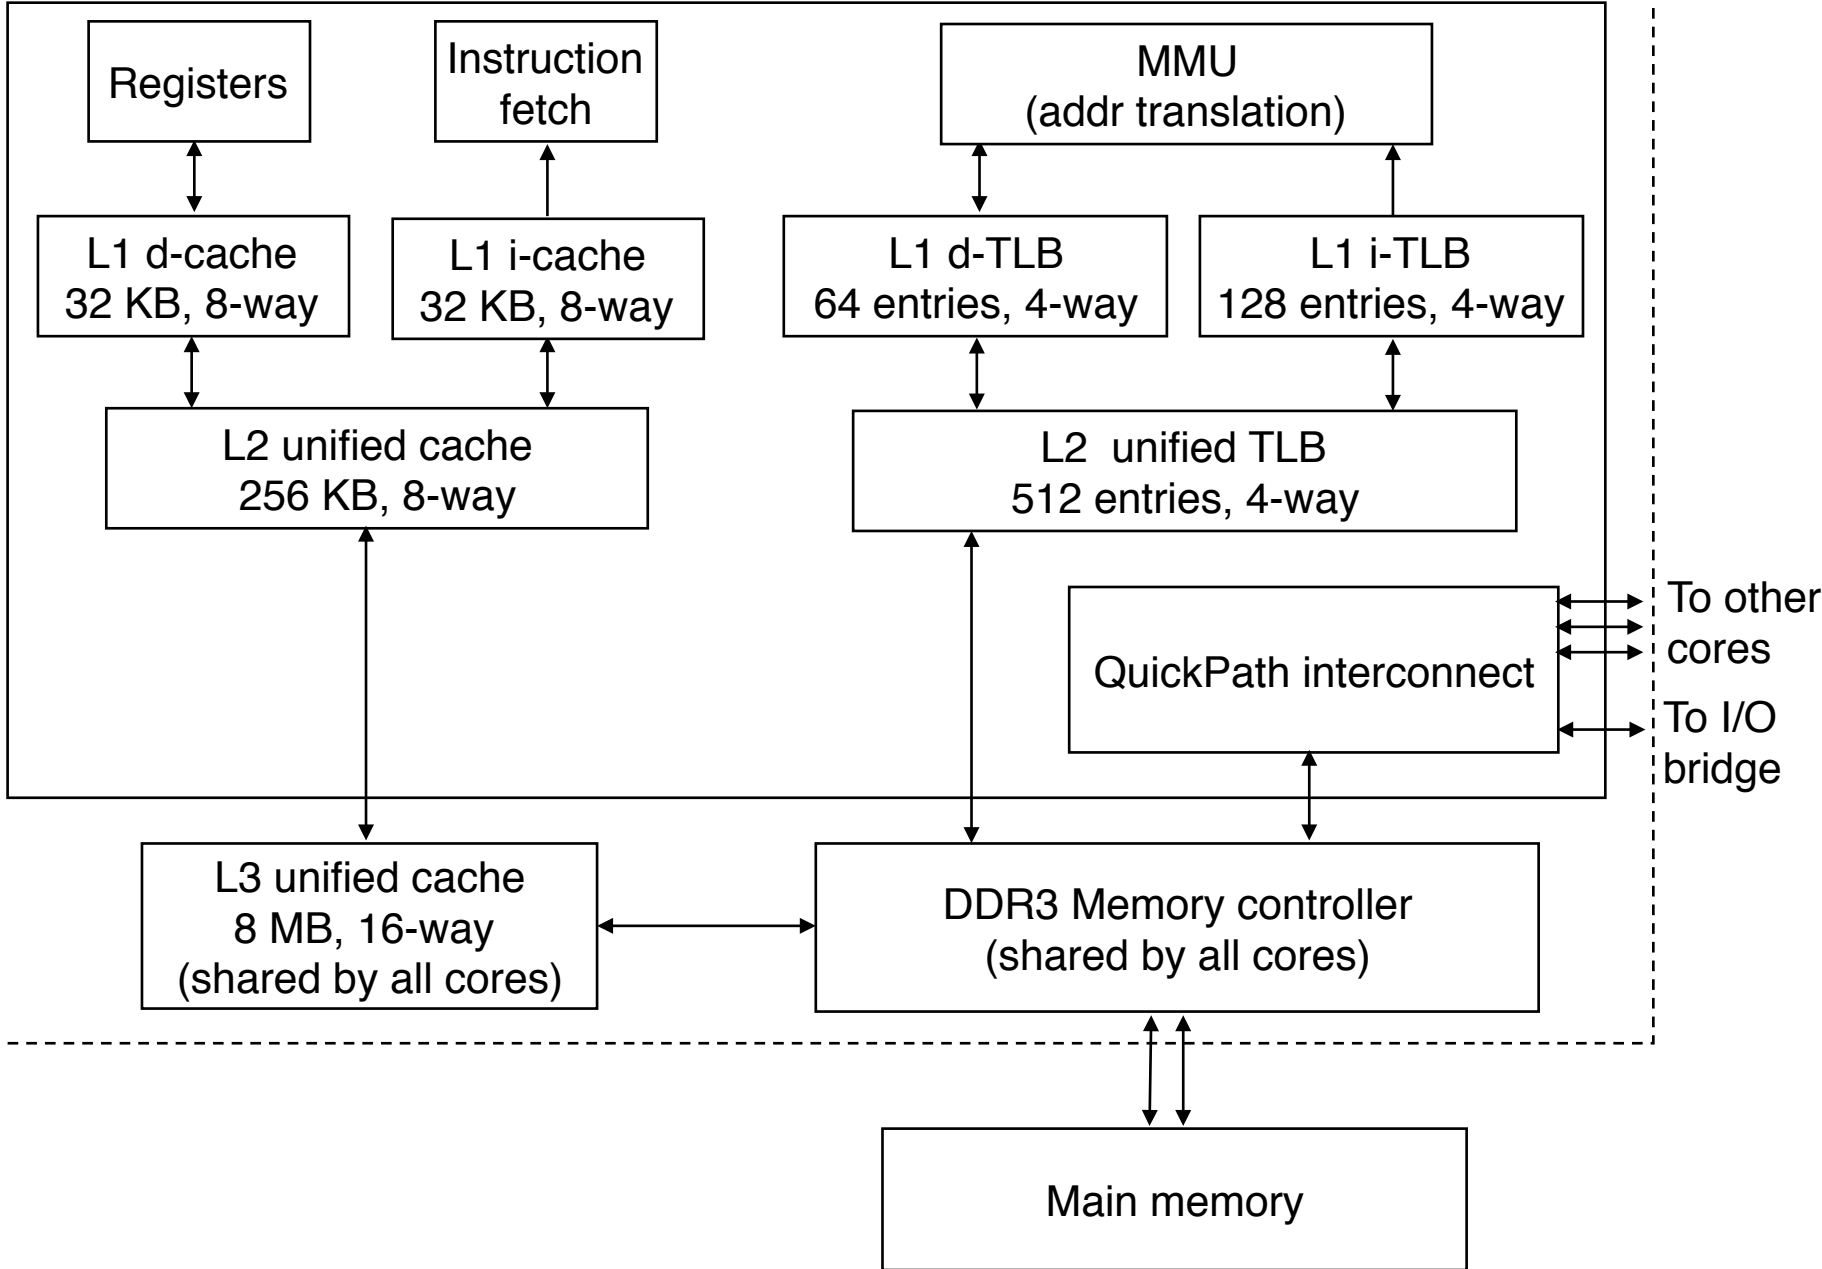 Registers
Instruction
fetch
MMU
(addr translation)
L1 d-cache
32 KB, 8-way
L1 i-cache
32 KB, 8-way
L1 d-TLB
64 entries, 4-way
L1 i-TLB
128 entries, 4-way
L2 unified cache
256 KB, 8-way
L2 unified TLB
512 entries, 4-way
QuickPath interconnect
To other
cores
To I/O
bridge
L3 unified cache
8 MB, 16-way
(shared by all cores)
DDR3 Memory controller
(shared by all cores)
Main memory